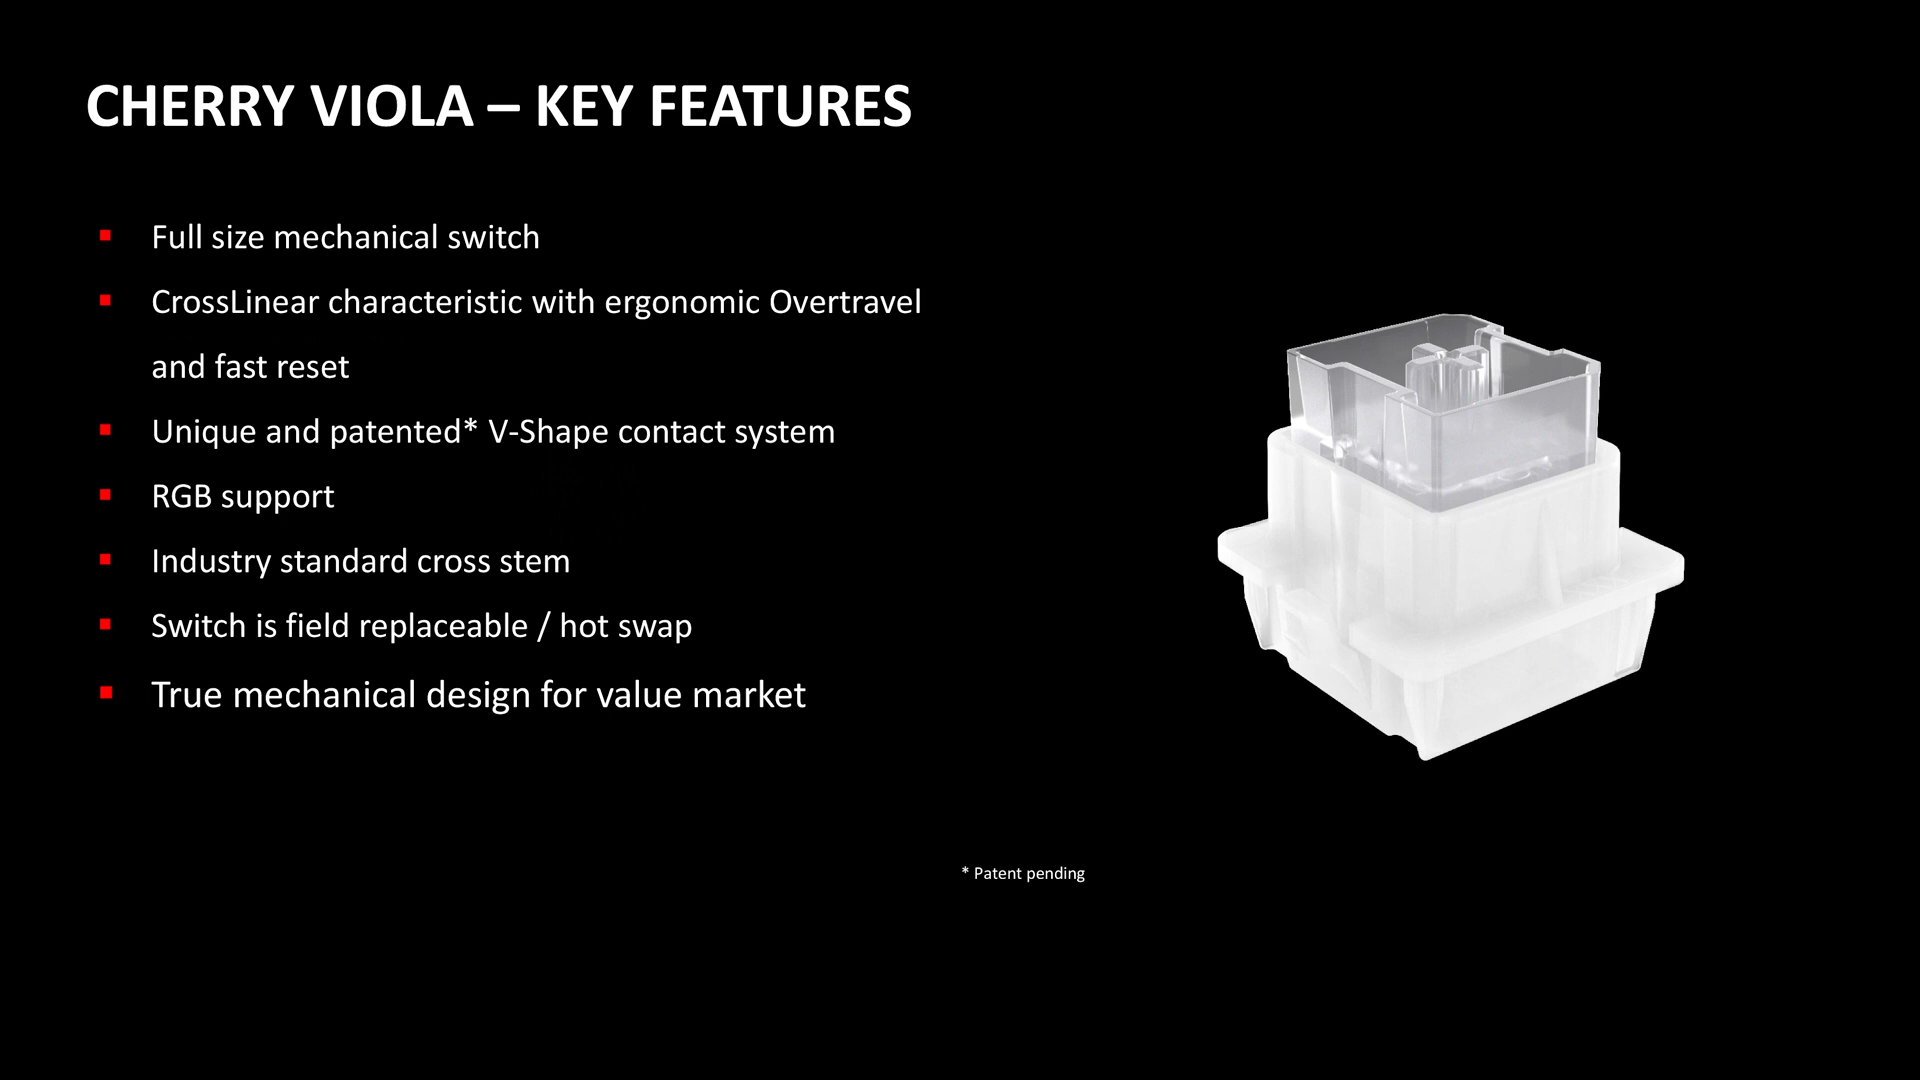 CHERRY VIOLA – KEY FEATURES
▪ Full size mechanical switch
▪ CrossLinear characteristic with ergonomic Overtravel
and fast reset
▪ Unique and patented* V-Shape contact system
▪ RGB support
▪ Industry standard cross stem
▪ Switch is field replaceable / hot swap
▪ True mechanical design for value market
* Patent pending